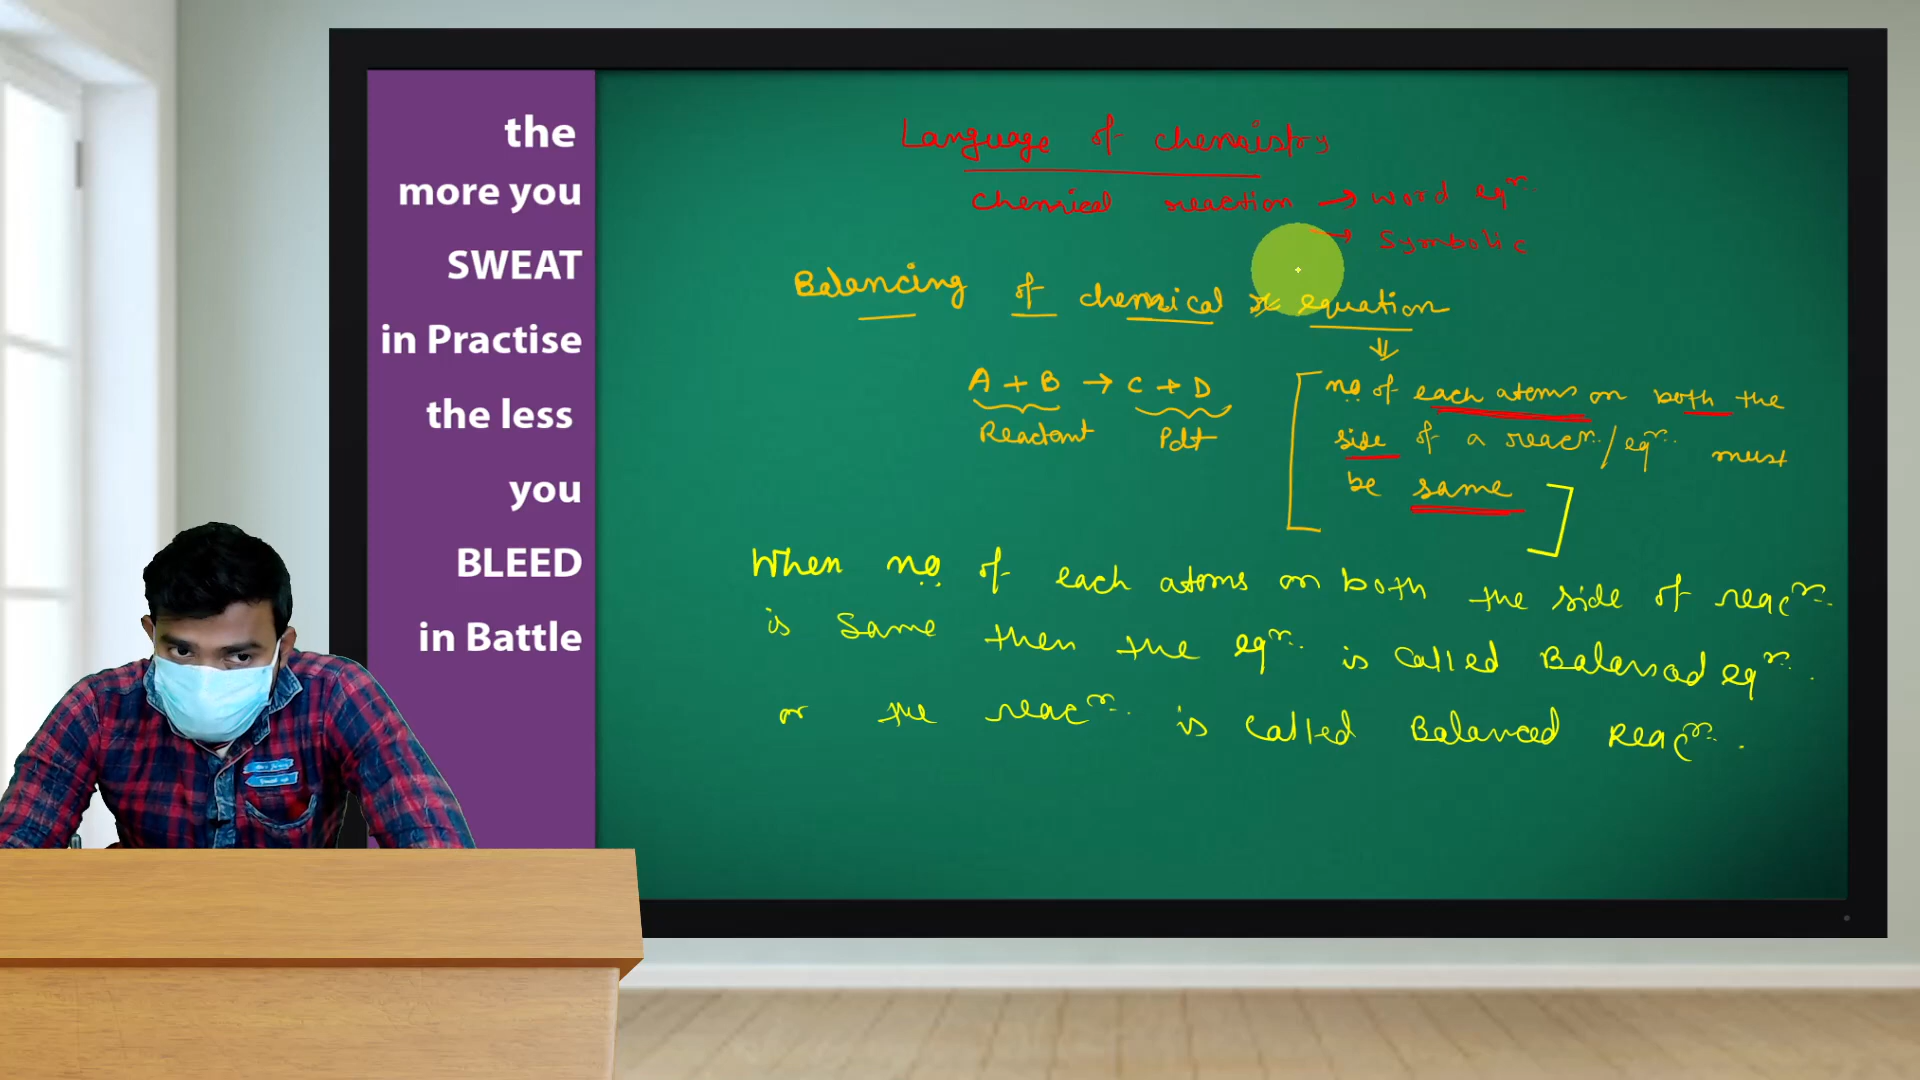 the
more you
SWEAT
in Practise
the less
you
BLEED
in Battle
Language of chemistry
Chemical reaction → word eqn.
→ Symbolic
Balancing of chemical equation
A + B → C + D
Reactant Pdt
no of each atoms on both the
side of a reacn./eqn. must
be same
When no of each atoms on both the side of reacn.
is same then the eqn. is called Balanced eqn.
or the reacn. is called Balanced Reacn.